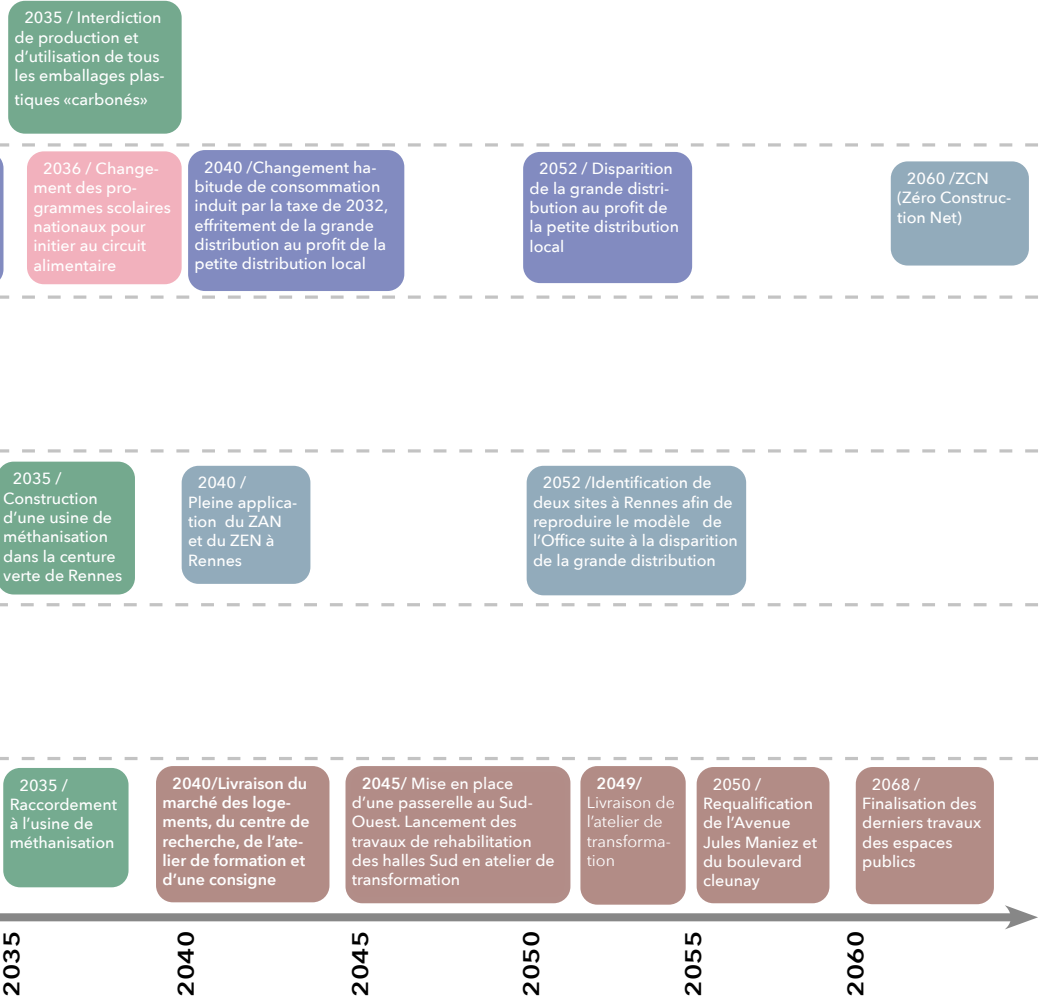 2035 / Interdiction
de production et
d'utilisation de tous
les emballages plas-
tiques «carbonés»
2036 / Change-
ment des pro-
grammes scolaires
nationaux pour
initier au circuit
alimentaire
2040 /Changement ha-
bitude de consommation
induit par la taxe de 2032,
effritement de la grande
distribution au profit de la
petite distribution local
2052 / Disparition
de la grande distri-
bution au profit de
la petite distribution
local
2060 /ZCN
(Zéro Construc-
tion Net)
2035 /
Construction
d'une usine de
méthanisation
dans la centure
verte de Rennes
2040 /
Pleine applica-
tion du ZAN
et du ZEN à
Rennes
2052 /Identification de
deux sites à Rennes afin de
reproduire le modèle de
l'Office suite à la disparition
de la grande distribution
2035 /
Raccordement
à l'usine de
méthanisation
2040/Livraison du
marché des loge-
ments, du centre de
recherche, de l'ate-
lier de formation et
d'une consigne
2045/ Mise en place
d'une passerelle au Sud-
Ouest. Lancement des
travaux de rehabilitation
des halles Sud en atelier de
transformation
2049/
Livraison de
l'atelier de
transforma-
tion
2050 /
Requalification
de l'Avenue
Jules Maniez et
du boulevard
cleunay
2068 /
Finalisation des
derniers travaux
des espaces
publics
2035
2040
2045
2050
2055
2060